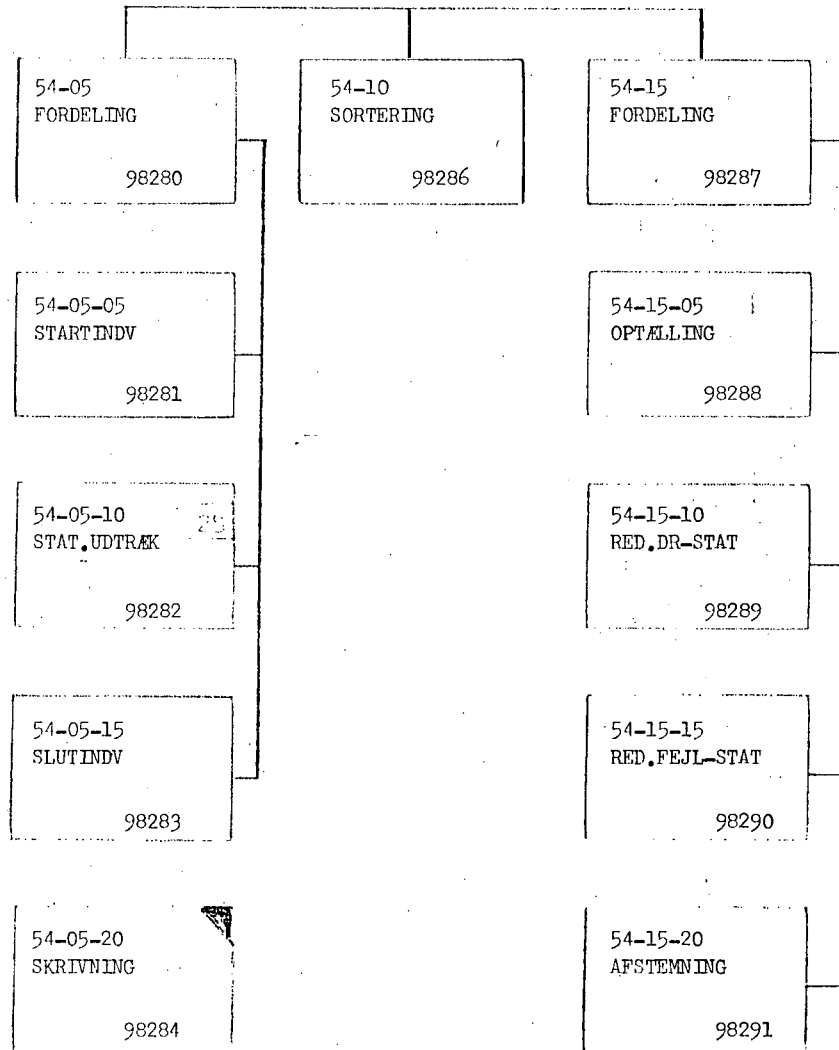 54-05
FORDELING
98280
54-10
SORTERING
98286
54-15
FORDELING
98287
54-05-05
STARTINDV
98281
54-15-05
OPTÆLLING
98288
54-05-10
STAT.UDTRÆK
98282
54-15-10
RED.DR-STAT
98289
54-05-15
SLUTINDV
98283
54-15-15
RED.FEJL-STAT
98290
54-05-20
SKRIVNING
98284
54-15-20
AFSTEMNING
98291